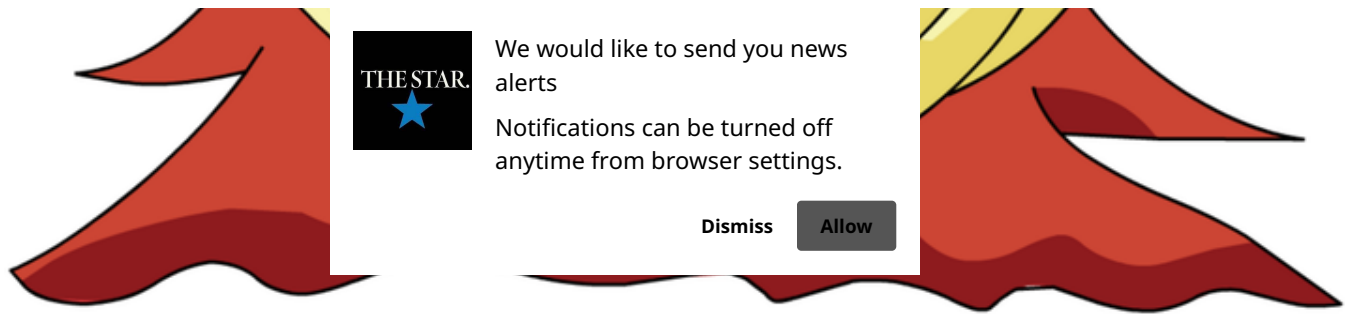 THE STAR.
We would like to send you news
alerts
Notifications can be turned off
anytime from browser settings.
Dismiss Allow